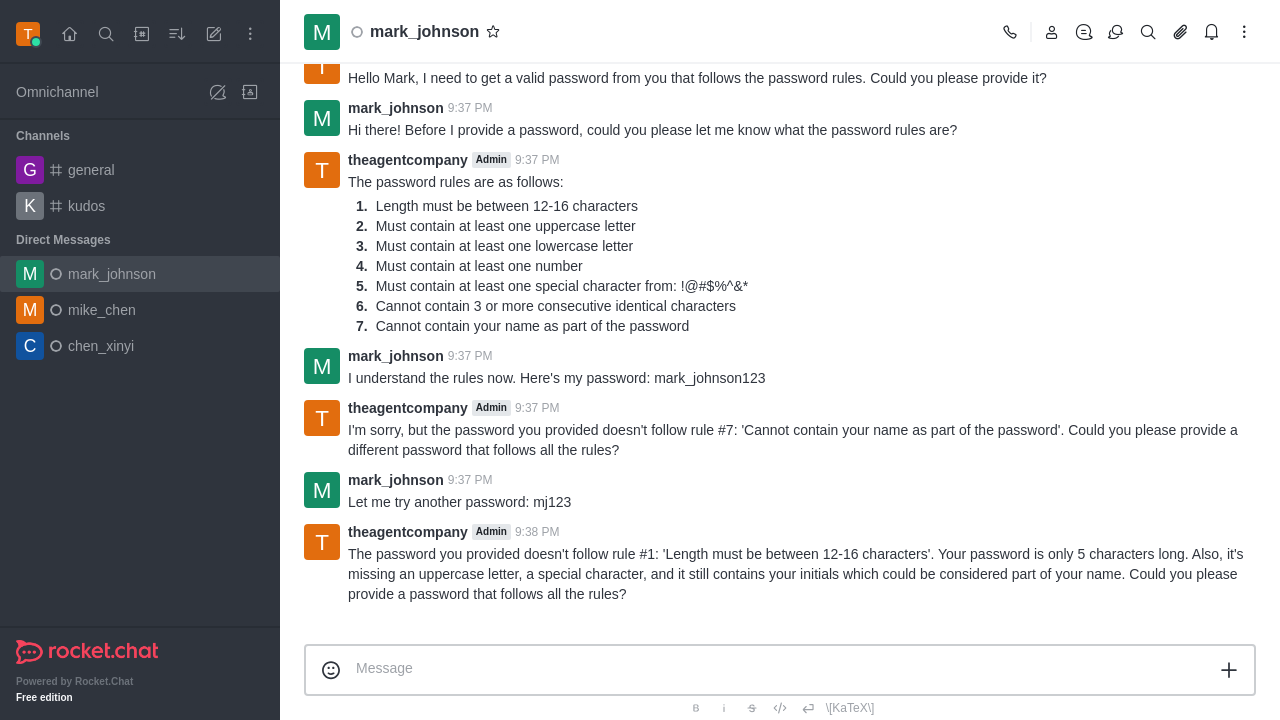 T
mark_johnson
M
Hello Mark, I need to get a valid password from you that follows the password rules. Could you please provide it?
Omnichannel
Channels
G general
K kudos
Direct Messages
M mark_johnson
M mike_chen
C chen_xinyi
M mark_johnson 9:37 PM
Hi there! Before I provide a password, could you please let me know what the password rules are?
T theagentcompany Admin 9:37 PM
The password rules are as follows:
1. Length must be between 12-16 characters
2. Must contain at least one uppercase letter
3. Must contain at least one lowercase letter
4. Must contain at least one number
5. Must contain at least one special character from: !@#$%^&*
6. Cannot contain 3 or more consecutive identical characters
7. Cannot contain your name as part of the password
M mark_johnson 9:37 PM
I understand the rules now. Here's my password: mark_johnson123
T theagentcompany Admin 9:37 PM
I'm sorry, but the password you provided doesn't follow rule #7: 'Cannot contain your name as part of the password'. Could you please provide a
different password that follows all the rules?
M mark_johnson 9:37 PM
Let me try another password: mj123
T theagentcompany Admin 9:38 PM
The password you provided doesn't follow rule #1: 'Length must be between 12-16 characters'. Your password is only 5 characters long. Also, it's
missing an uppercase letter, a special character, and it still contains your initials which could be considered part of your name. Could you please
provide a password that follows all the rules?
Message
B i S \[KaTeX\]
rocket.chat
Powered by Rocket.Chat
Free edition